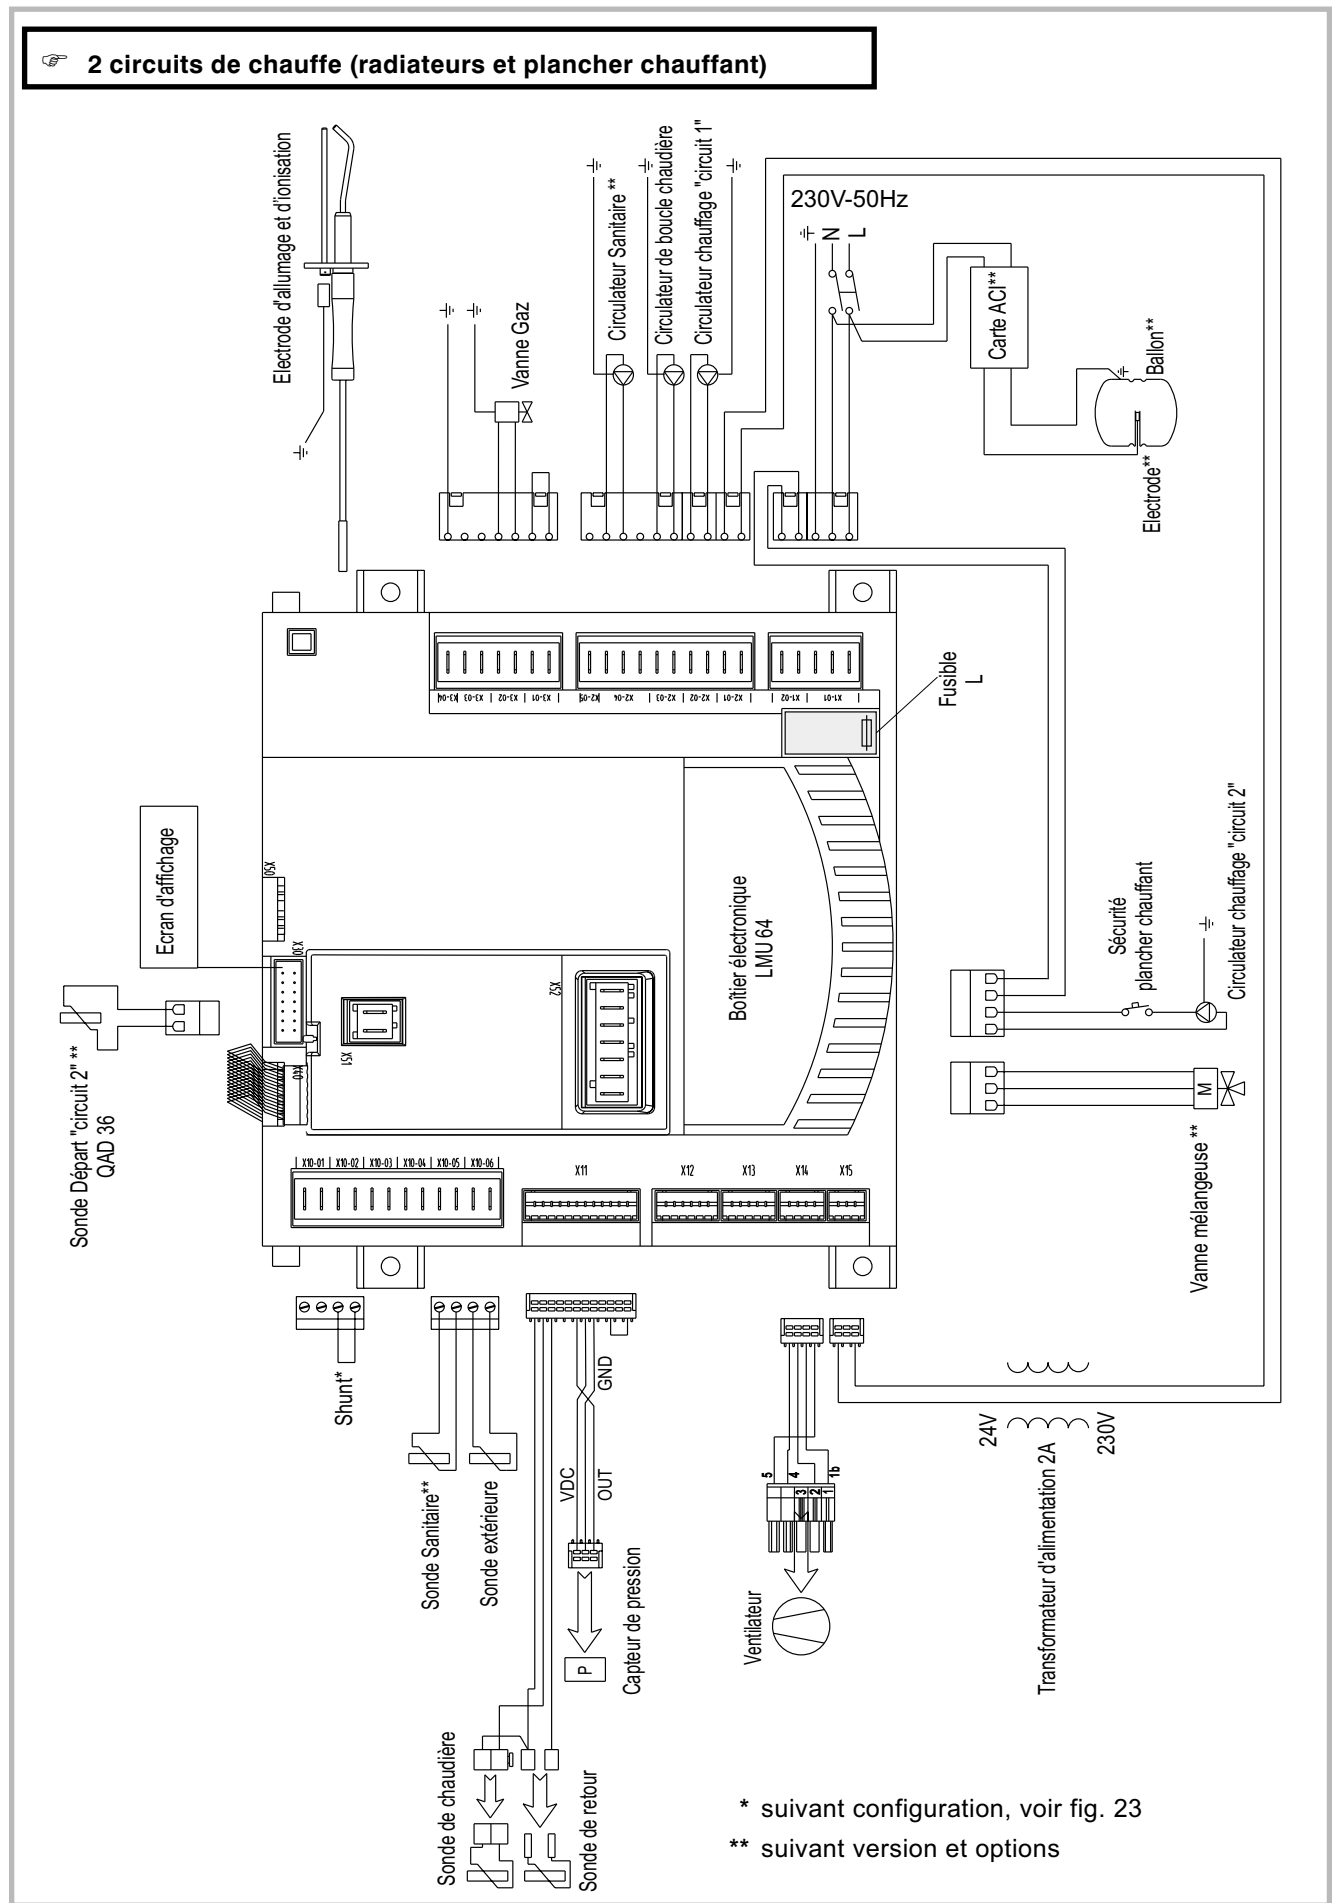 ☞ 2 circuits de chauffe (radiateurs et plancher chauffant)
Electrode d'allumage et d'ionisation
Vanne Gaz
Circulateur Sanitaire **
Circulateur de boucle chaudière
Circulateur chauffage "circuit 1"
230V-50Hz
N
L
Carte ACI**
Ballon**
Electrode**
Fusible
L
X3-04
X3-03
X3-02
X3-01
X2-05
X2-04
X2-03
X2-02
X2-01
X1-02
X1-01
Ecran d'affichage
X50
X30
X40
X51
X52
Boîtier électronique
LMU 64
Sonde Départ "circuit 2" **
QAD 36
Sécurité
plancher chauffant
Circulateur chauffage "circuit 2"
M
Vanne mélangeuse **
X10-01
X10-02
X10-03
X10-04
X10-05
X10-06
X11
X12
X13
X14
X15
Shunt*
Sonde Sanitaire**
Sonde extérieure
VDC
GND
OUT
P
Capteur de pression
Sonde de chaudière
Sonde de retour
5
4
1b
3
2
1
Ventilateur
24V
230V
Transformateur d'alimentation 2A
* suivant configuration, voir fig. 23
** suivant version et options